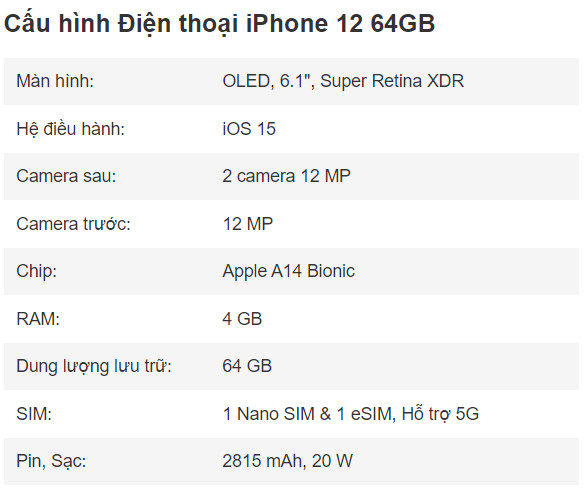 Cấu hình Điện thoại iPhone 12 64GB
Màn hình: OLED, 6.1", Super Retina XDR
Hệ điều hành: iOS 15
Camera sau: 2 camera 12 MP
Camera trước: 12 MP
Chip: Apple A14 Bionic
RAM: 4 GB
Dung lượng lưu trữ: 64 GB
SIM: 1 Nano SIM & 1 eSIM, Hỗ trợ 5G
Pin, Sạc: 2815 mAh, 20 W